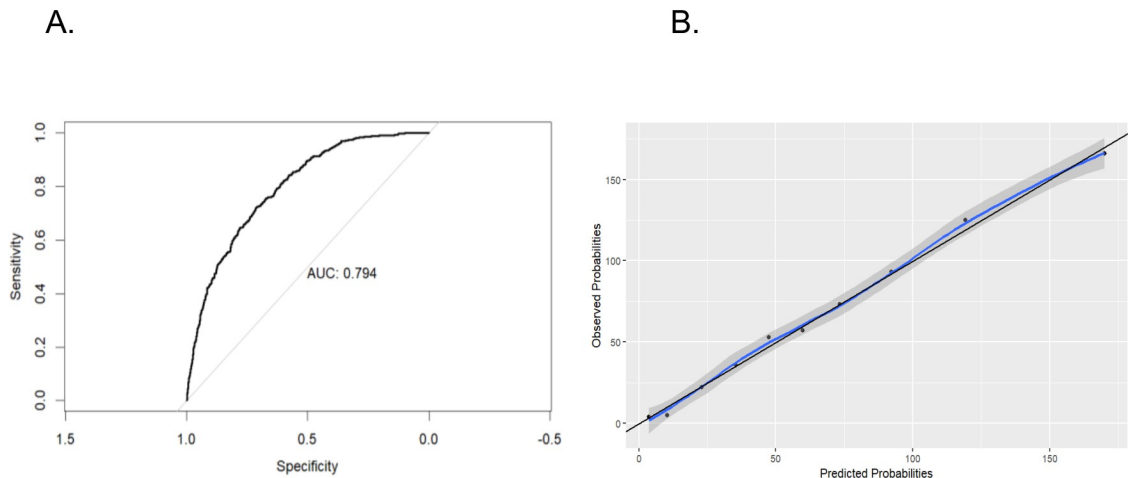 A.
B.
Sensitivity
1.0
0.8
0.6
0.4
0.2
0.0
AUC: 0.794
1.5
1.0
0.5
0.0
-0.5
Specificity
Observed Probabilities
150
100
50
0
0
50
100
150
Predicted Probabilities